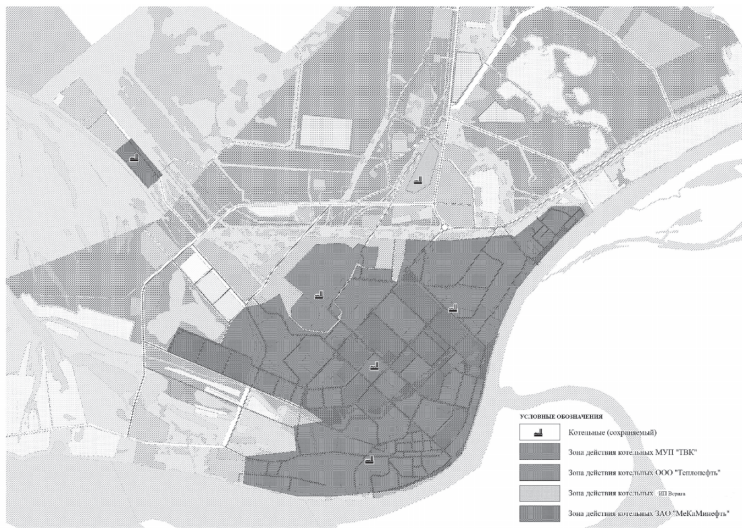 УСЛОВНЫЕ ОБОЗНАЧЕНИЯ
Котельные (сохраняемый)
Зона действия котельных МУП "ТВК"
Зона действия котельных ООО "Теплонефть"
Зона действия котельных
Зона действия котельных ЗАО "МеКаМинефть"